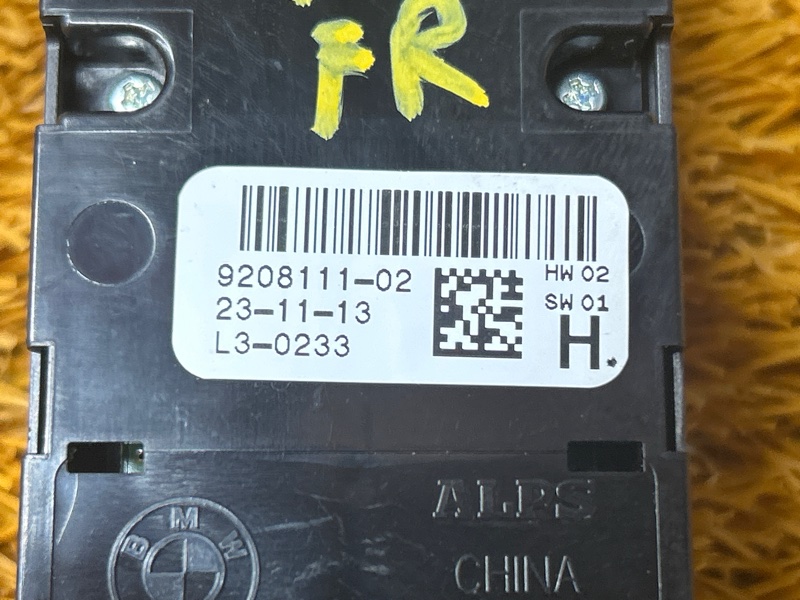 FR
9208111-02
23-11-13
L3-0233
HW 02
SW 01
H.
ALPS
BMW
CHINA